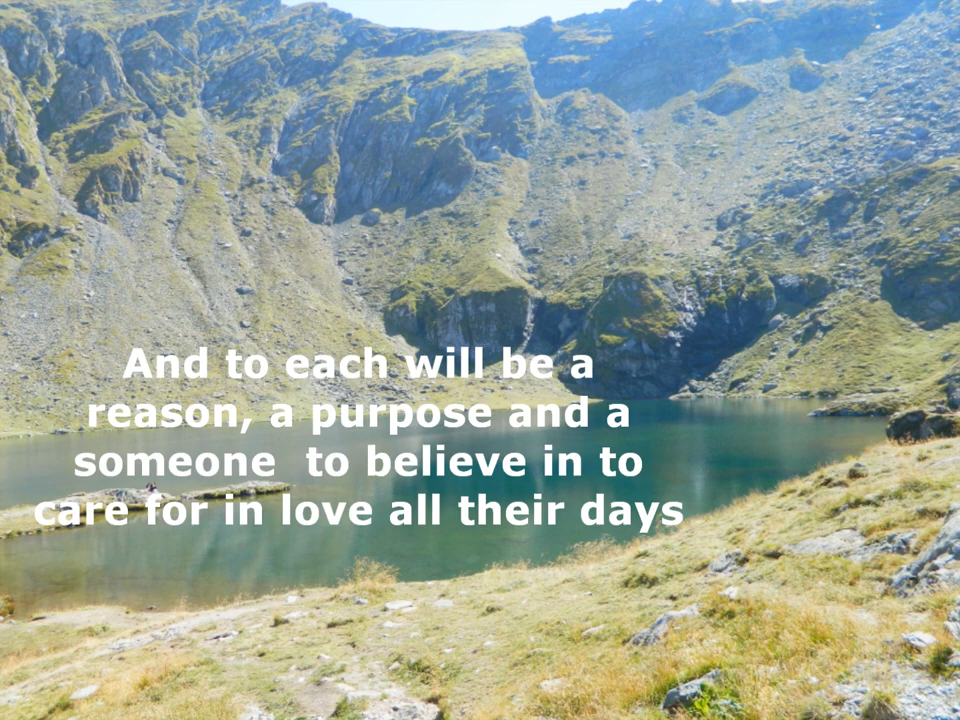 And to each will be a
reason, a purpose and a
someone  to believe in to
care for in love all their days